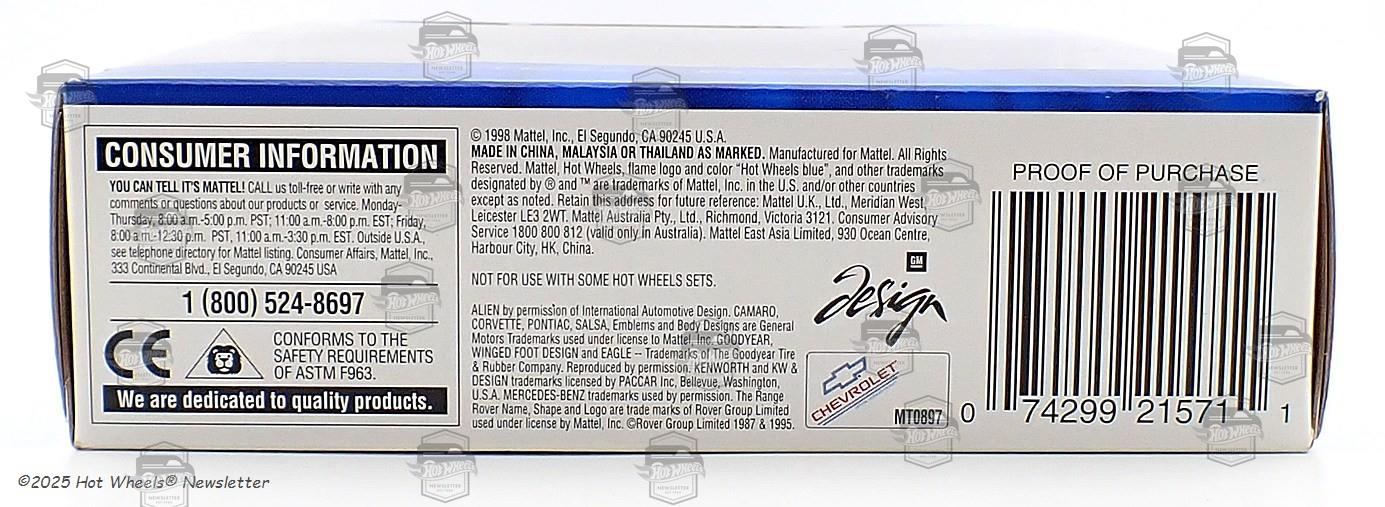 CONSUMER INFORMATION
YOU CAN TELL IT'S MATTEL! CALL us toll-free or write with any
comments or questions about our products or service. Monday-
Thursday, 8:00 a.m.-5:00 p.m. PST; 11:00 a.m.-8:00 p.m. EST; Friday,
8:00 a.m.-12:30 p.m. PST, 11:00 a.m.-3:30 p.m. EST. Outside U.S.A.,
see telephone directory for Mattel listing. Consumer Affairs, Mattel, Inc.,
333 Continental Blvd., El Segundo, CA 90245 USA
1 (800) 524-8697
CE
CONFORMS TO THE
SAFETY REQUIREMENTS
OF ASTM F963.
We are dedicated to quality products.
© 1998 Mattel, Inc., El Segundo, CA 90245 U.S.A.
MADE IN CHINA, MALAYSIA OR THAILAND AS MARKED. Manufactured for Mattel. All Rights
Reserved. Mattel, Hot Wheels, flame logo and color “Hot Wheels blue”, and other trademarks
designated by ® and ™ are trademarks of Mattel, Inc. in the U.S. and/or other countries
except as noted. Retain this address for future reference: Mattel U.K., Ltd., Meridian West,
Leicester LE3 2WT. Mattel Australia Pty., Ltd., Richmond, Victoria 3121. Consumer Advisory
Service 1800 800 812 (valid only in Australia). Mattel East Asia Limited, 930 Ocean Centre,
Harbour City, HK, China.
NOT FOR USE WITH SOME HOT WHEELS SETS.
ALIEN by permission of International Automotive Design. CAMARO,
CORVETTE, PONTIAC, SALSA, Emblems and Body Designs are General
Motors Trademarks used under license to Mattel, Inc. GOODYEAR,
WINGED FOOT DESIGN and EAGLE -- Trademarks of The Goodyear Tire
& Rubber Company. Reproduced by permission. KENWORTH and KW &
DESIGN trademarks licensed by PACCAR Inc, Bellevue, Washington,
U.S.A. MERCEDES-BENZ trademarks used by permission. The Range
Rover Name, Shape and Logo are trade marks of Rover Group Limited
used under license by Mattel, Inc. ©Rover Group Limited 1987 & 1995.
GM
design
CHEVROLET
MT0897
PROOF OF PURCHASE
0 74299 21571 1
©2025 Hot Wheels® Newsletter